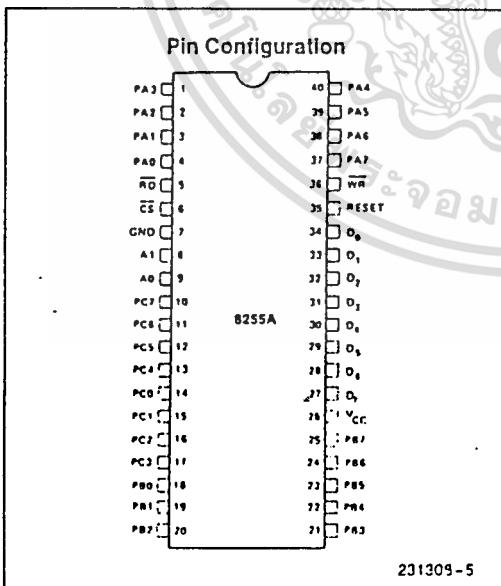 Pin Configuration
PA3 1 40 PA4
PA2 2 39 PA5
PA1 3 38 PA6
PA0 4 37 PA7
RD 5 36 WR
CS 6 35 RESET
GND 7 34 D0
A1 8 33 D1
A0 9 32 D2
PC7 10 31 D3
PC6 11 8255A 30 D4
PC5 12 29 D5
PC4 13 28 D6
PC0 14 27 D7
PC1 15 26 VCC
PC2 16 25 PB7
PC3 17 24 PB6
PB0 18 23 PB5
PB1 19 22 PB4
PB2 20 21 PB3
231309-5